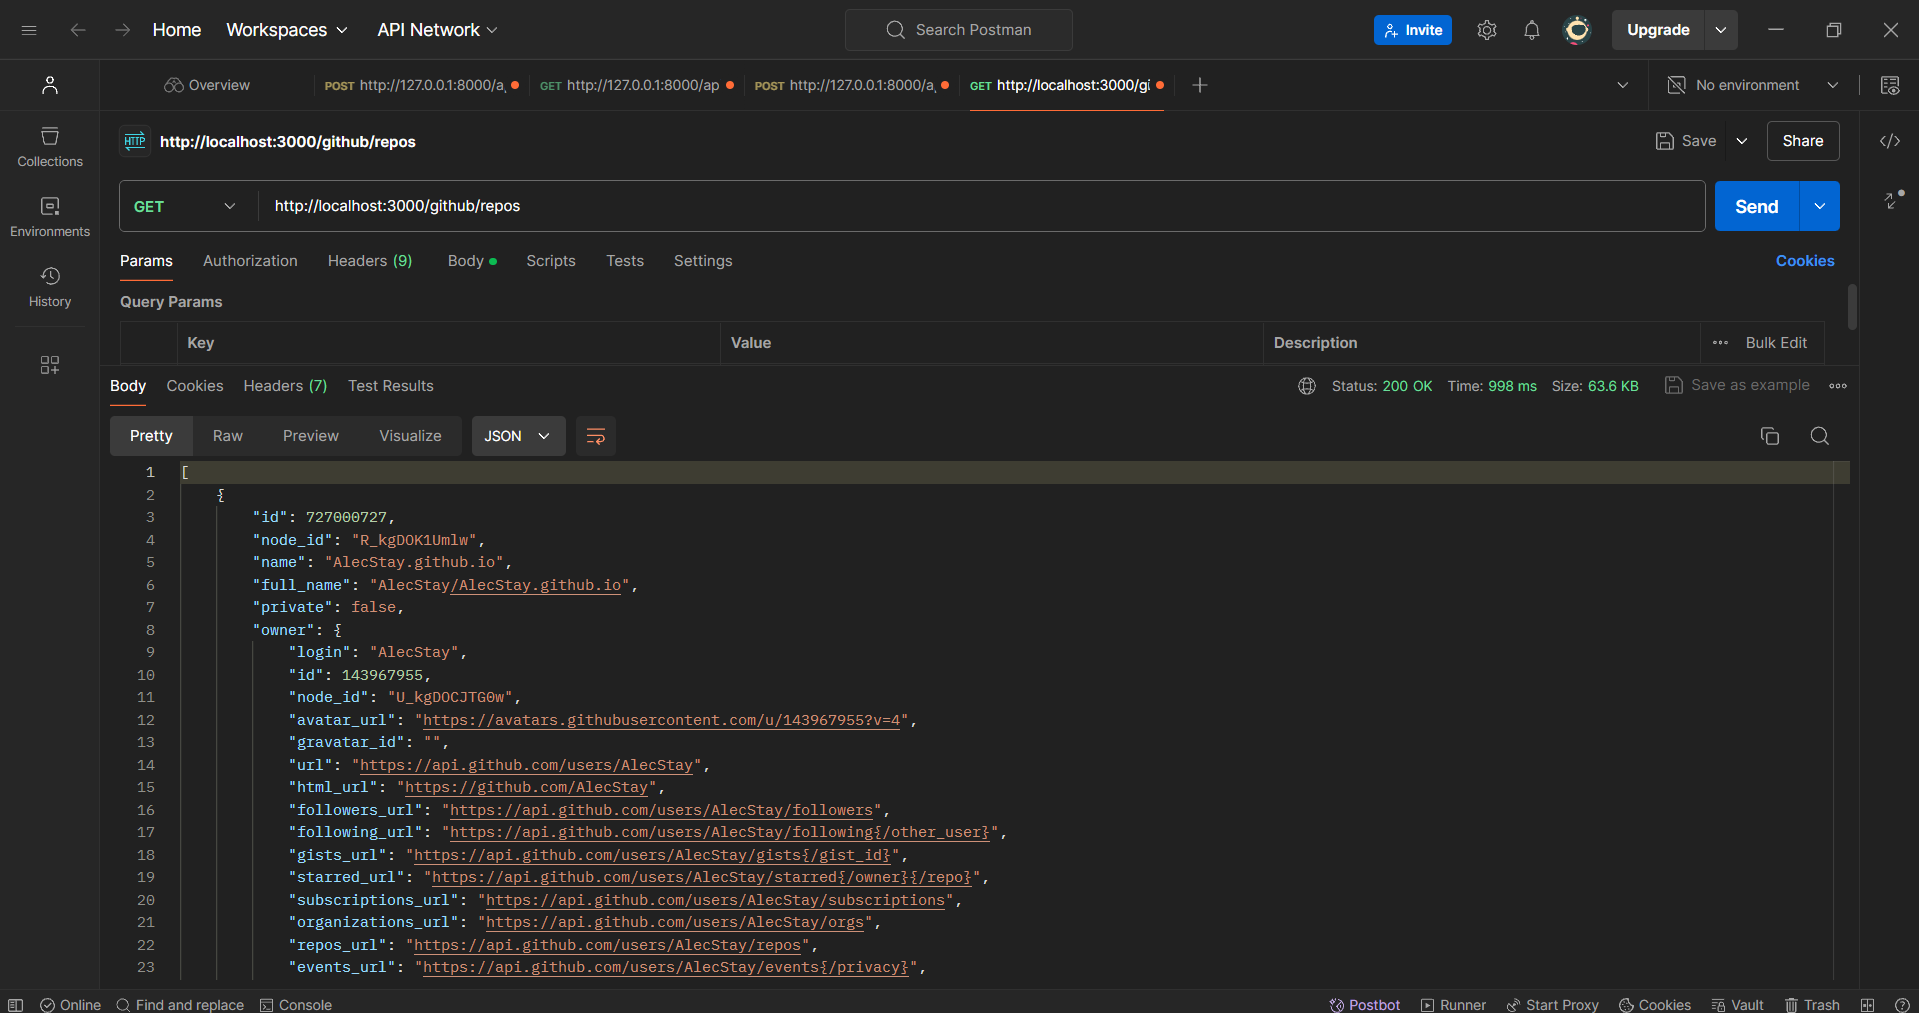 Home Workspaces API Network Search Postman Invite Upgrade
Overview POST http://127.0.0.1:8000/a GET http://127.0.0.1:8000/ap POST http://127.0.0.1:8000/a GET http://localhost:3000/gi No environment
HTTP http://localhost:3000/github/repos Save Share
Collections
Environments
History
GET http://localhost:3000/github/repos Send
Params Authorization Headers (9) Body Scripts Tests Settings Cookies
Query Params
Key Value Description Bulk Edit
Body Cookies Headers (7) Test Results Status: 200 OK Time: 998 ms Size: 63.6 KB Save as example
Pretty Raw Preview Visualize JSON
1 [
2 {
3 "id": 727000727,
4 "node_id": "R_kgDOK1Umlw",
5 "name": "AlecStay.github.io",
6 "full_name": "AlecStay/AlecStay.github.io",
7 "private": false,
8 "owner": {
9 "login": "AlecStay",
10 "id": 143967955,
11 "node_id": "U_kgDOCJTG0w",
12 "avatar_url": "https://avatars.githubusercontent.com/u/143967955?v=4",
13 "gravatar_id": "",
14 "url": "https://api.github.com/users/AlecStay",
15 "html_url": "https://github.com/AlecStay",
16 "followers_url": "https://api.github.com/users/AlecStay/followers",
17 "following_url": "https://api.github.com/users/AlecStay/following{/other_user}",
18 "gists_url": "https://api.github.com/users/AlecStay/gists{/gist_id}",
19 "starred_url": "https://api.github.com/users/AlecStay/starred{/owner}{/repo}",
20 "subscriptions_url": "https://api.github.com/users/AlecStay/subscriptions",
21 "organizations_url": "https://api.github.com/users/AlecStay/orgs",
22 "repos_url": "https://api.github.com/users/AlecStay/repos",
23 "events_url": "https://api.github.com/users/AlecStay/events{/privacy}",
Online Find and replace Console Postbot Runner Start Proxy Cookies Vault Trash